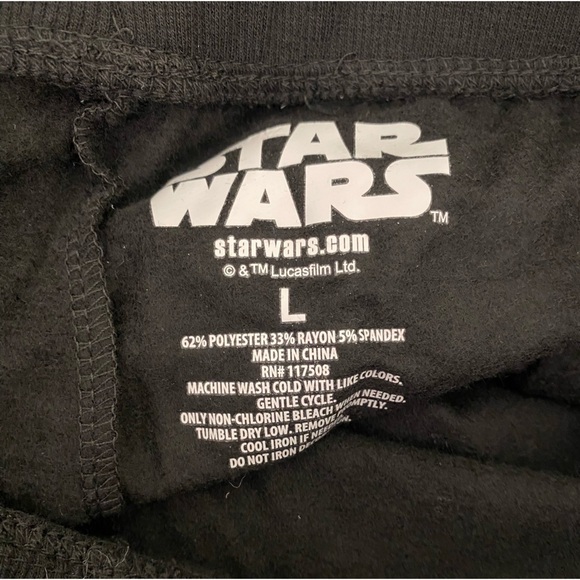 STAR
WARS
TM
starwars.com
© &TM Lucasfilm Ltd.
L
62% POLYESTER 33% RAYON 5% SPANDEX
MADE IN CHINA
RN# 117508
MACHINE WASH COLD WITH LIKE COLORS.
GENTLE CYCLE.
ONLY NON-CHLORINE BLEACH WHEN NEEDED.
TUMBLE DRY LOW. REMOVE PROMPTLY.
COOL IRON IF
DO NOT IRON